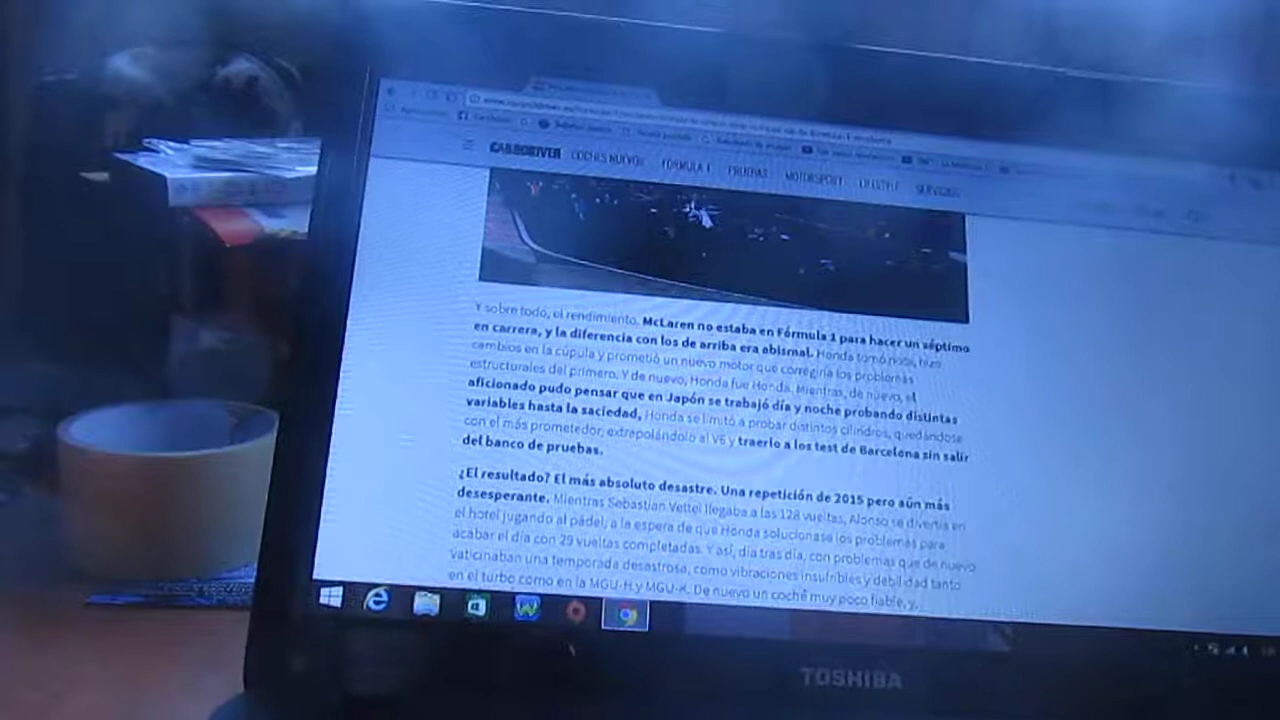 CARANDDRIVER COCHES NUEVOS FÓRMULA 1 PRUEBAS MOTORSPORT LIFESTYLE SERVICIOS
Y sobre todo, el rendimiento. McLaren no estaba en Fórmula 1 para hacer un séptimo
en carrera, y la diferencia con los de arriba era abismal. Honda tomó nota, hizo
cambios en la cúpula y prometió un nuevo motor que corregiría los problemas
estructurales del primero. Y de nuevo, Honda fue Honda. Mientras, de nuevo, el
aficionado pudo pensar que en Japón se trabajó día y noche probando distintas
variables hasta la saciedad, Honda se limitó a probar distintos cilindros, quedándose
con el más prometedor, extrapolándolo al V6 y traerlo a los test de Barcelona sin salir
del banco de pruebas.
¿El resultado? El más absoluto desastre. Una repetición de 2015 pero aún más
desesperante. Mientras Sebastian Vettel llegaba a las 128 vueltas, Alonso se divertía en
el hotel jugando al pádel, a la espera de que Honda solucionase los problemas para
acabar el día con 29 vueltas completadas. Y así, día tras día, con problemas que de nuevo
vaticinaban una temporada desastrosa, como vibraciones insufribles y debilidad tanto
en el turbo como en la MGU-H y MGU-K. De nuevo un coche muy poco fiable, y,
TOSHIBA